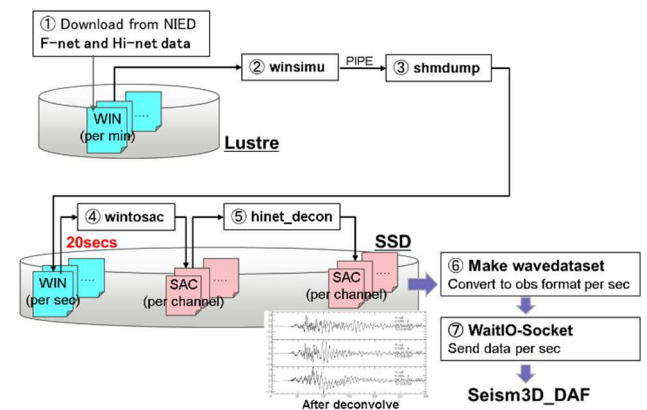 ① Download from NIED
F-net and Hi-net data
② winsimu
PIPE
③ shmdump
WIN
(per min)
....
Lustre
④ wintosac
⑤ hinet_decon
20secs
SSD
WIN
(per sec)
....
SAC
(per channel)
....
SAC
(per channel)
....
⑥ Make wavedataset
Convert to obs format per sec
⑦ WaitIO-Socket
Send data per sec
After deconvolve
Seism3D_DAF